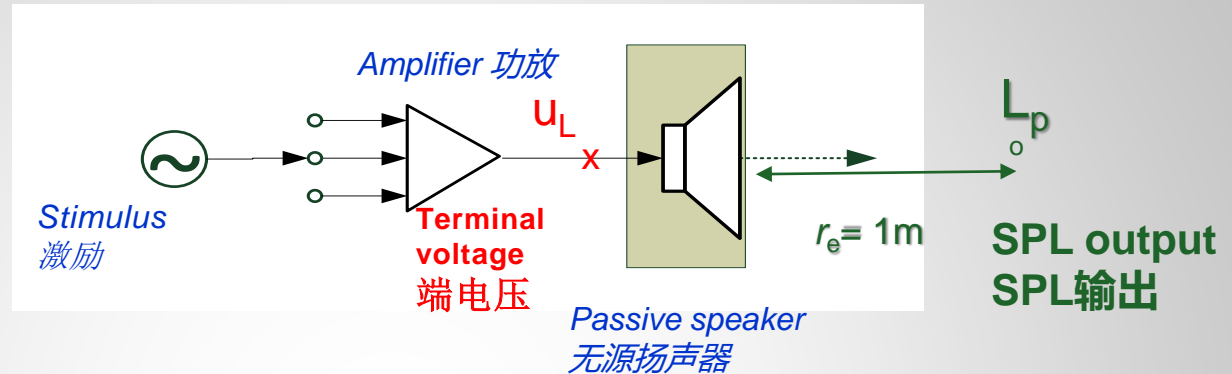 Amplifier 功放
uL
x
Lp
o
Stimulus
激励
Terminal
voltage
端电压
re= 1m
SPL output
SPL输出
Passive speaker
无源扬声器